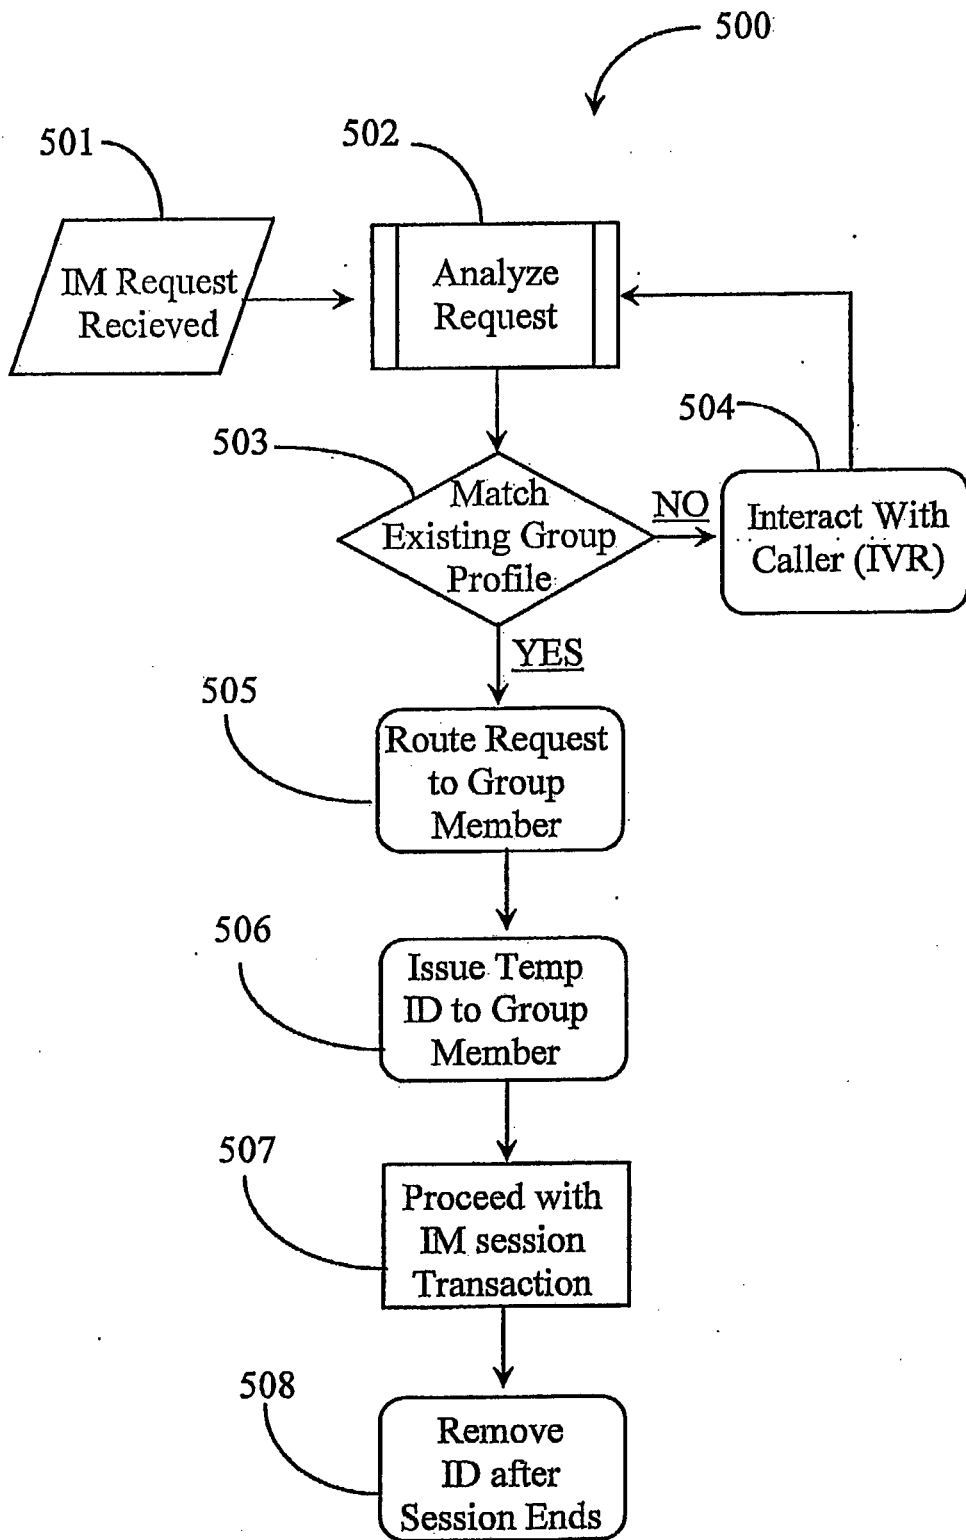 500
501
502
IM Request
Recieved
Analyze
Request
503
504
Match
Existing Group
Profile
NO
Interact With
Caller (IVR)
YES
505
Route Request
to Group
Member
506
Issue Temp
ID to Group
Member
507
Proceed with
IM session
Transaction
508
Remove
ID after
Session Ends